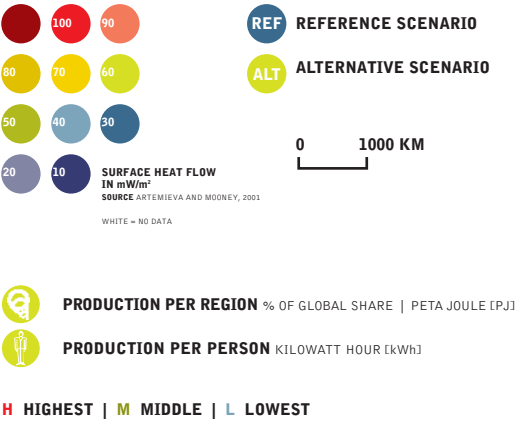 100 90
80 70 60
50 40 30
20 10
SURFACE HEAT FLOW
IN mW/m²
SOURCE ARTEMIEVA AND MOONEY, 2001
WHITE = NO DATA
REF REFERENCE SCENARIO
ALT ALTERNATIVE SCENARIO
0 1000 KM
PRODUCTION PER REGION % OF GLOBAL SHARE | PETA JOULE [PJ]
PRODUCTION PER PERSON KILOWATT HOUR [kWh]
H HIGHEST | M MIDDLE | L LOWEST